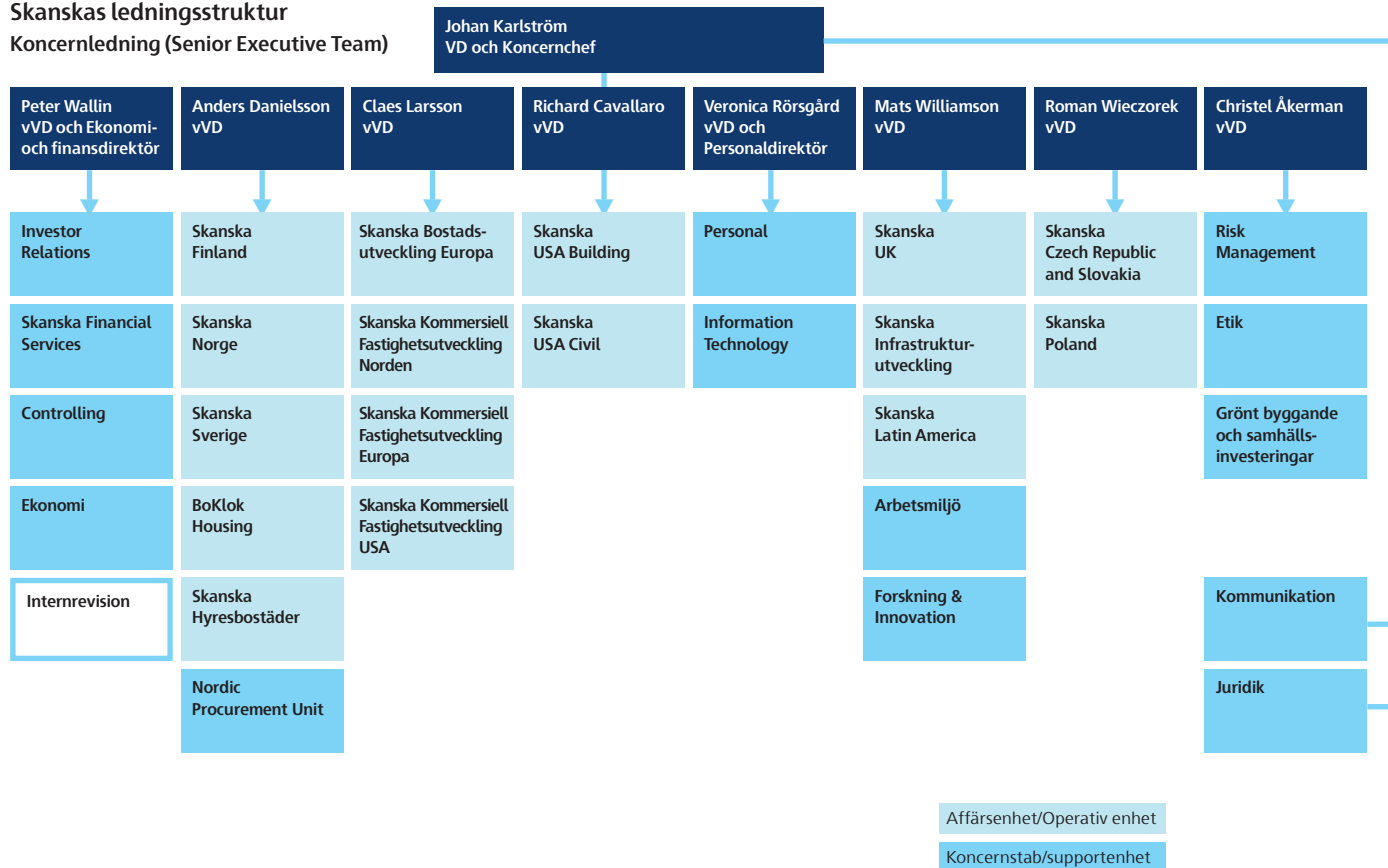 Skanskas ledningsstruktur
Koncernledning (Senior Executive Team)
Johan Karlström
VD och Koncernchef
Peter Wallin
vVD och Ekonomi-
och finansdirektör
Anders Danielsson
vVD
Claes Larsson
vVD
Richard Cavallaro
vVD
Veronica Rörsgård
vVD och
Personaldirektör
Mats Williamson
vVD
Roman Wieczorek
vVD
Christel Åkerman
vVD
Investor
Relations
Skanska
Finland
Skanska Bostads-
utveckling Europa
Skanska
USA Building
Personal
Skanska
UK
Skanska
Czech Republic
and Slovakia
Risk
Management
Skanska Financial
Services
Skanska
Norge
Skanska Kommersiell
Fastighetsutveckling
Norden
Skanska
USA Civil
Information
Technology
Skanska
Infrastruktur-
utveckling
Skanska
Poland
Etik
Controlling
Skanska
Sverige
Skanska Kommersiell
Fastighetsutveckling
Europa
Skanska
Latin America
Grönt byggande
och samhälls-
investeringar
Ekonomi
BoKlok
Housing
Skanska Kommersiell
Fastighetsutveckling
USA
Arbetsmiljö
Internrevision
Skanska
Hyresbostäder
Forskning &
Innovation
Kommunikation
Nordic
Procurement Unit
Juridik
Affärsenhet/Operativ enhet
Koncernstab/supportenhet